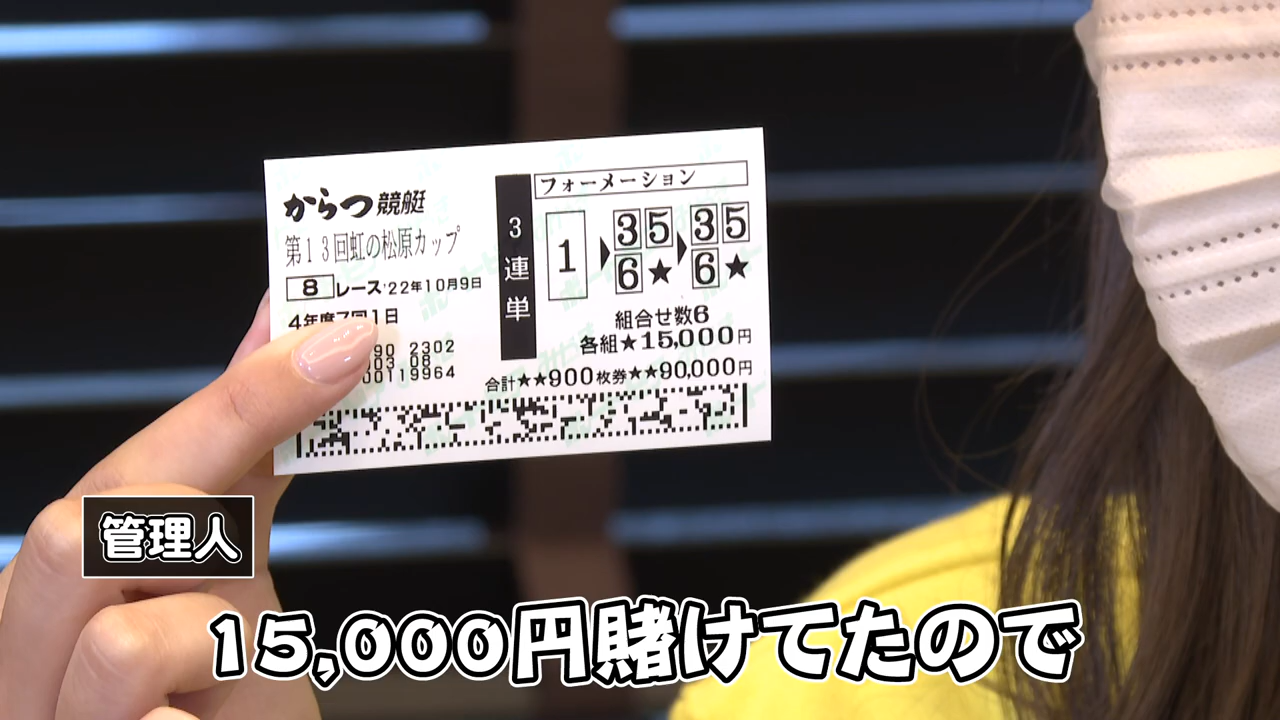 からつ競艇
第13回虹の松原カップ
8レース '22年10月9日
4年度7回1日
90 2302
003 08
00119964
3連単
フォーメーション
1▶35▶35
6★ 6★
組合せ数6
各組★15,000円
合計★★900枚券★★90,000円
管理人
15,000円賭けてたので